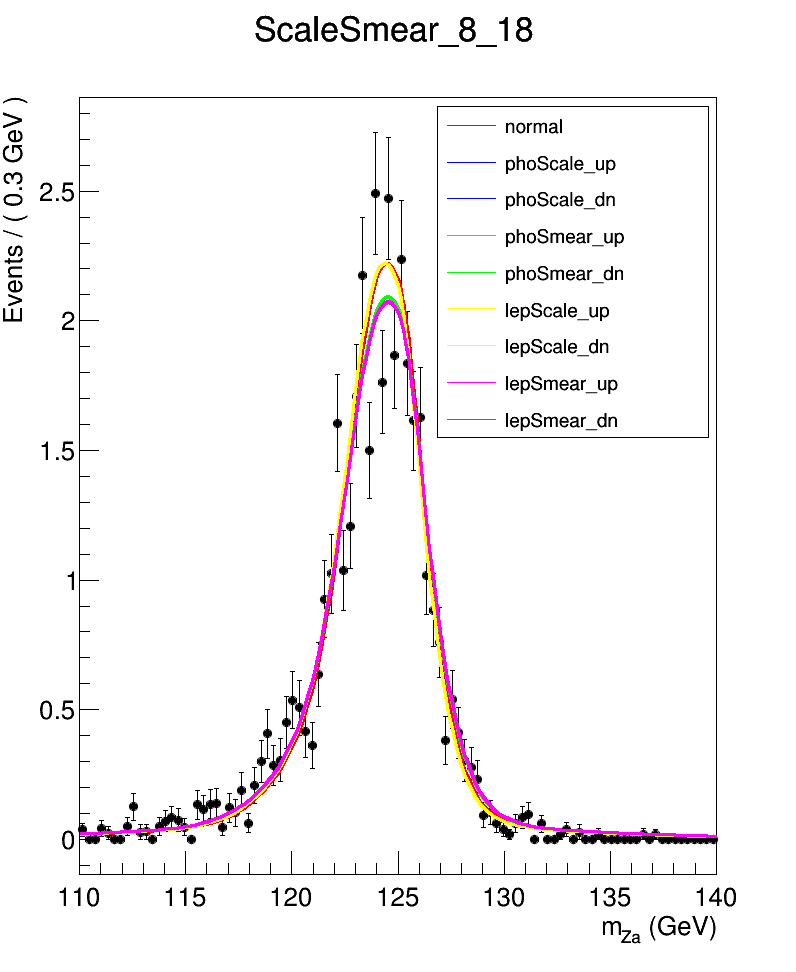 ScaleSmear_8_18
Events / ( 0.3 GeV )
2.5
2
1.5
1
0.5
0
normal
phoScale_up
phoScale_dn
phoSmear_up
phoSmear_dn
lepScale_up
lepScale_dn
lepSmear_up
lepSmear_dn
110 115 120 125 130 135 140
mZa (GeV)